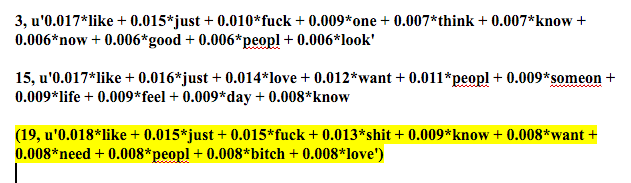 3, u'0.017*like + 0.015*just + 0.010*fuck + 0.009*one + 0.007*think + 0.007*know +
0.006*now + 0.006*good + 0.006*peopl + 0.006*look'
15, u'0.017*like + 0.016*just + 0.014*love + 0.012*want + 0.011*peopl + 0.009*someon +
0.009*life + 0.009*feel + 0.009*day + 0.008*know
(19, u'0.018*like + 0.015*just + 0.015*fuck + 0.013*shit + 0.009*know + 0.008*want +
0.008*need + 0.008*peopl + 0.008*bitch + 0.008*love')